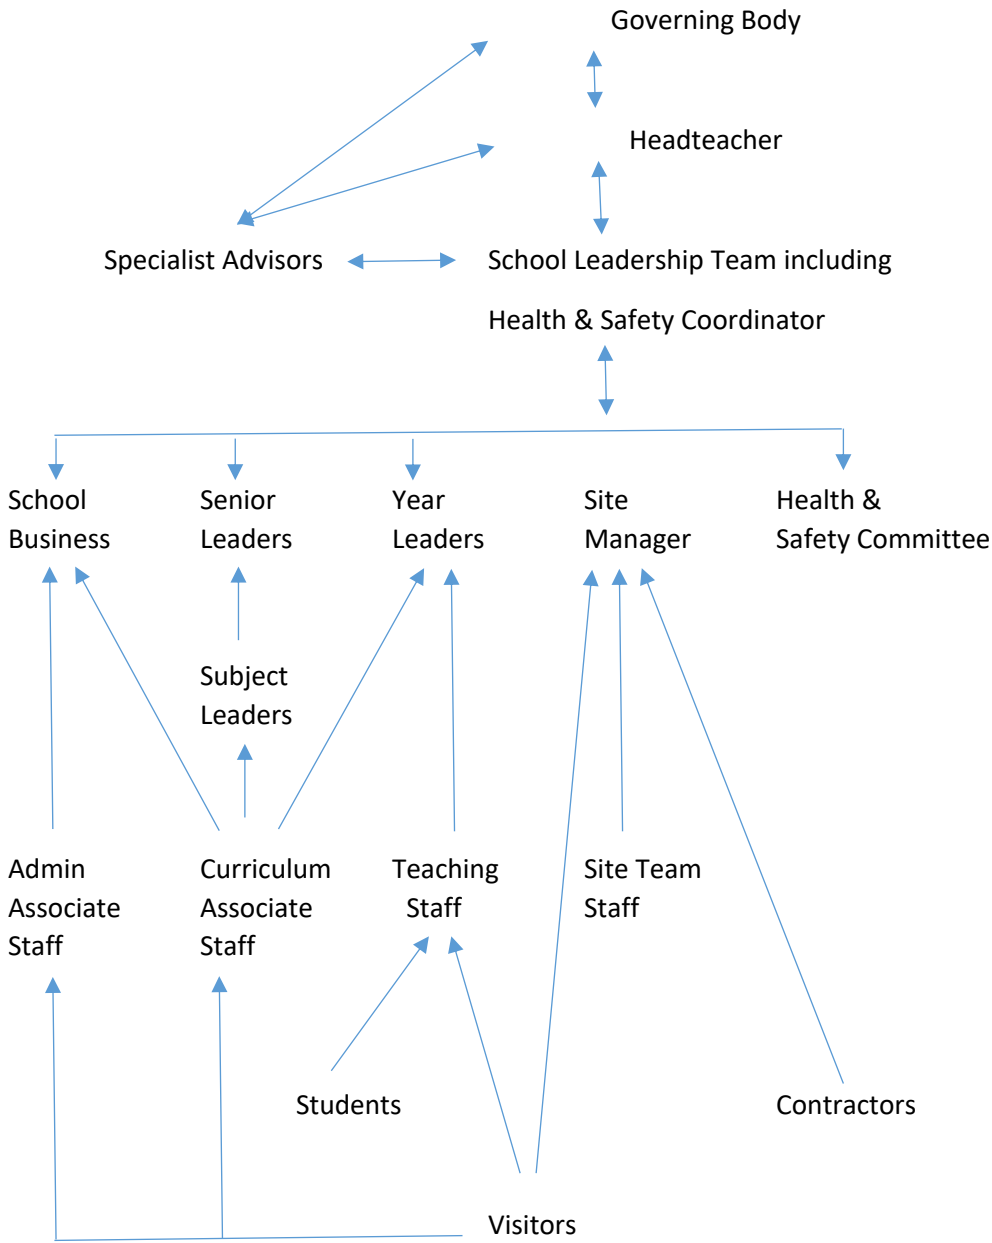 Governing Body
Headteacher
Specialist Advisors
School Leadership Team including
Health & Safety Coordinator
School
Business
Senior
Leaders
Year
Leaders
Site
Manager
Health &
Safety Committee
Subject
Leaders
Admin
Associate
Staff
Curriculum
Associate
Staff
Teaching
Staff
Site Team
Staff
Students
Contractors
Visitors